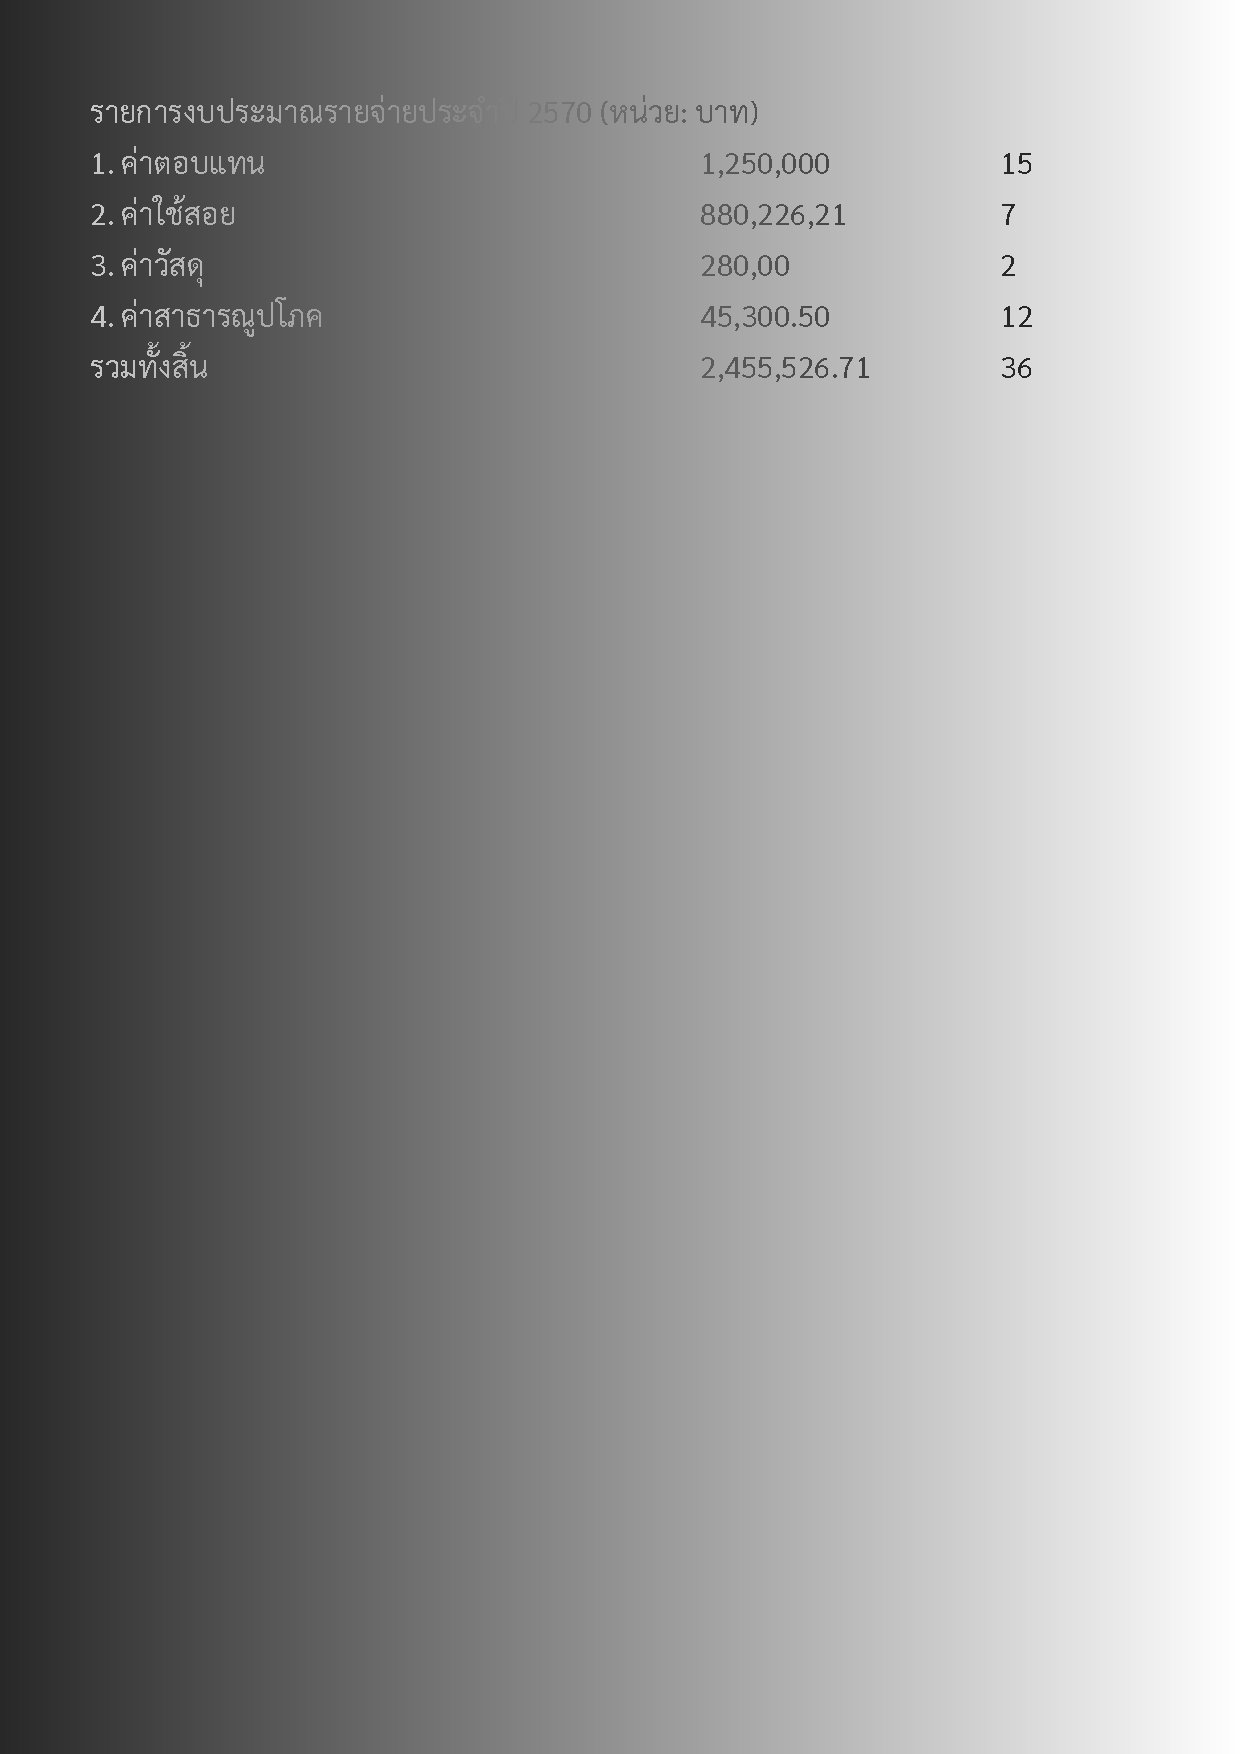 รายการงบประมาณรายจ่ายประจำปี 2570 (หน่วย: บาท)
1. ค่าตอบแทน 1,250,000 15
2. ค่าใช้สอย 880,226,21 7
3. ค่าวัสดุ 280,00 2
4. ค่าสาธารณูปโภค 45,300.50 12
รวมทั้งสิ้น 2,455,526.71 36